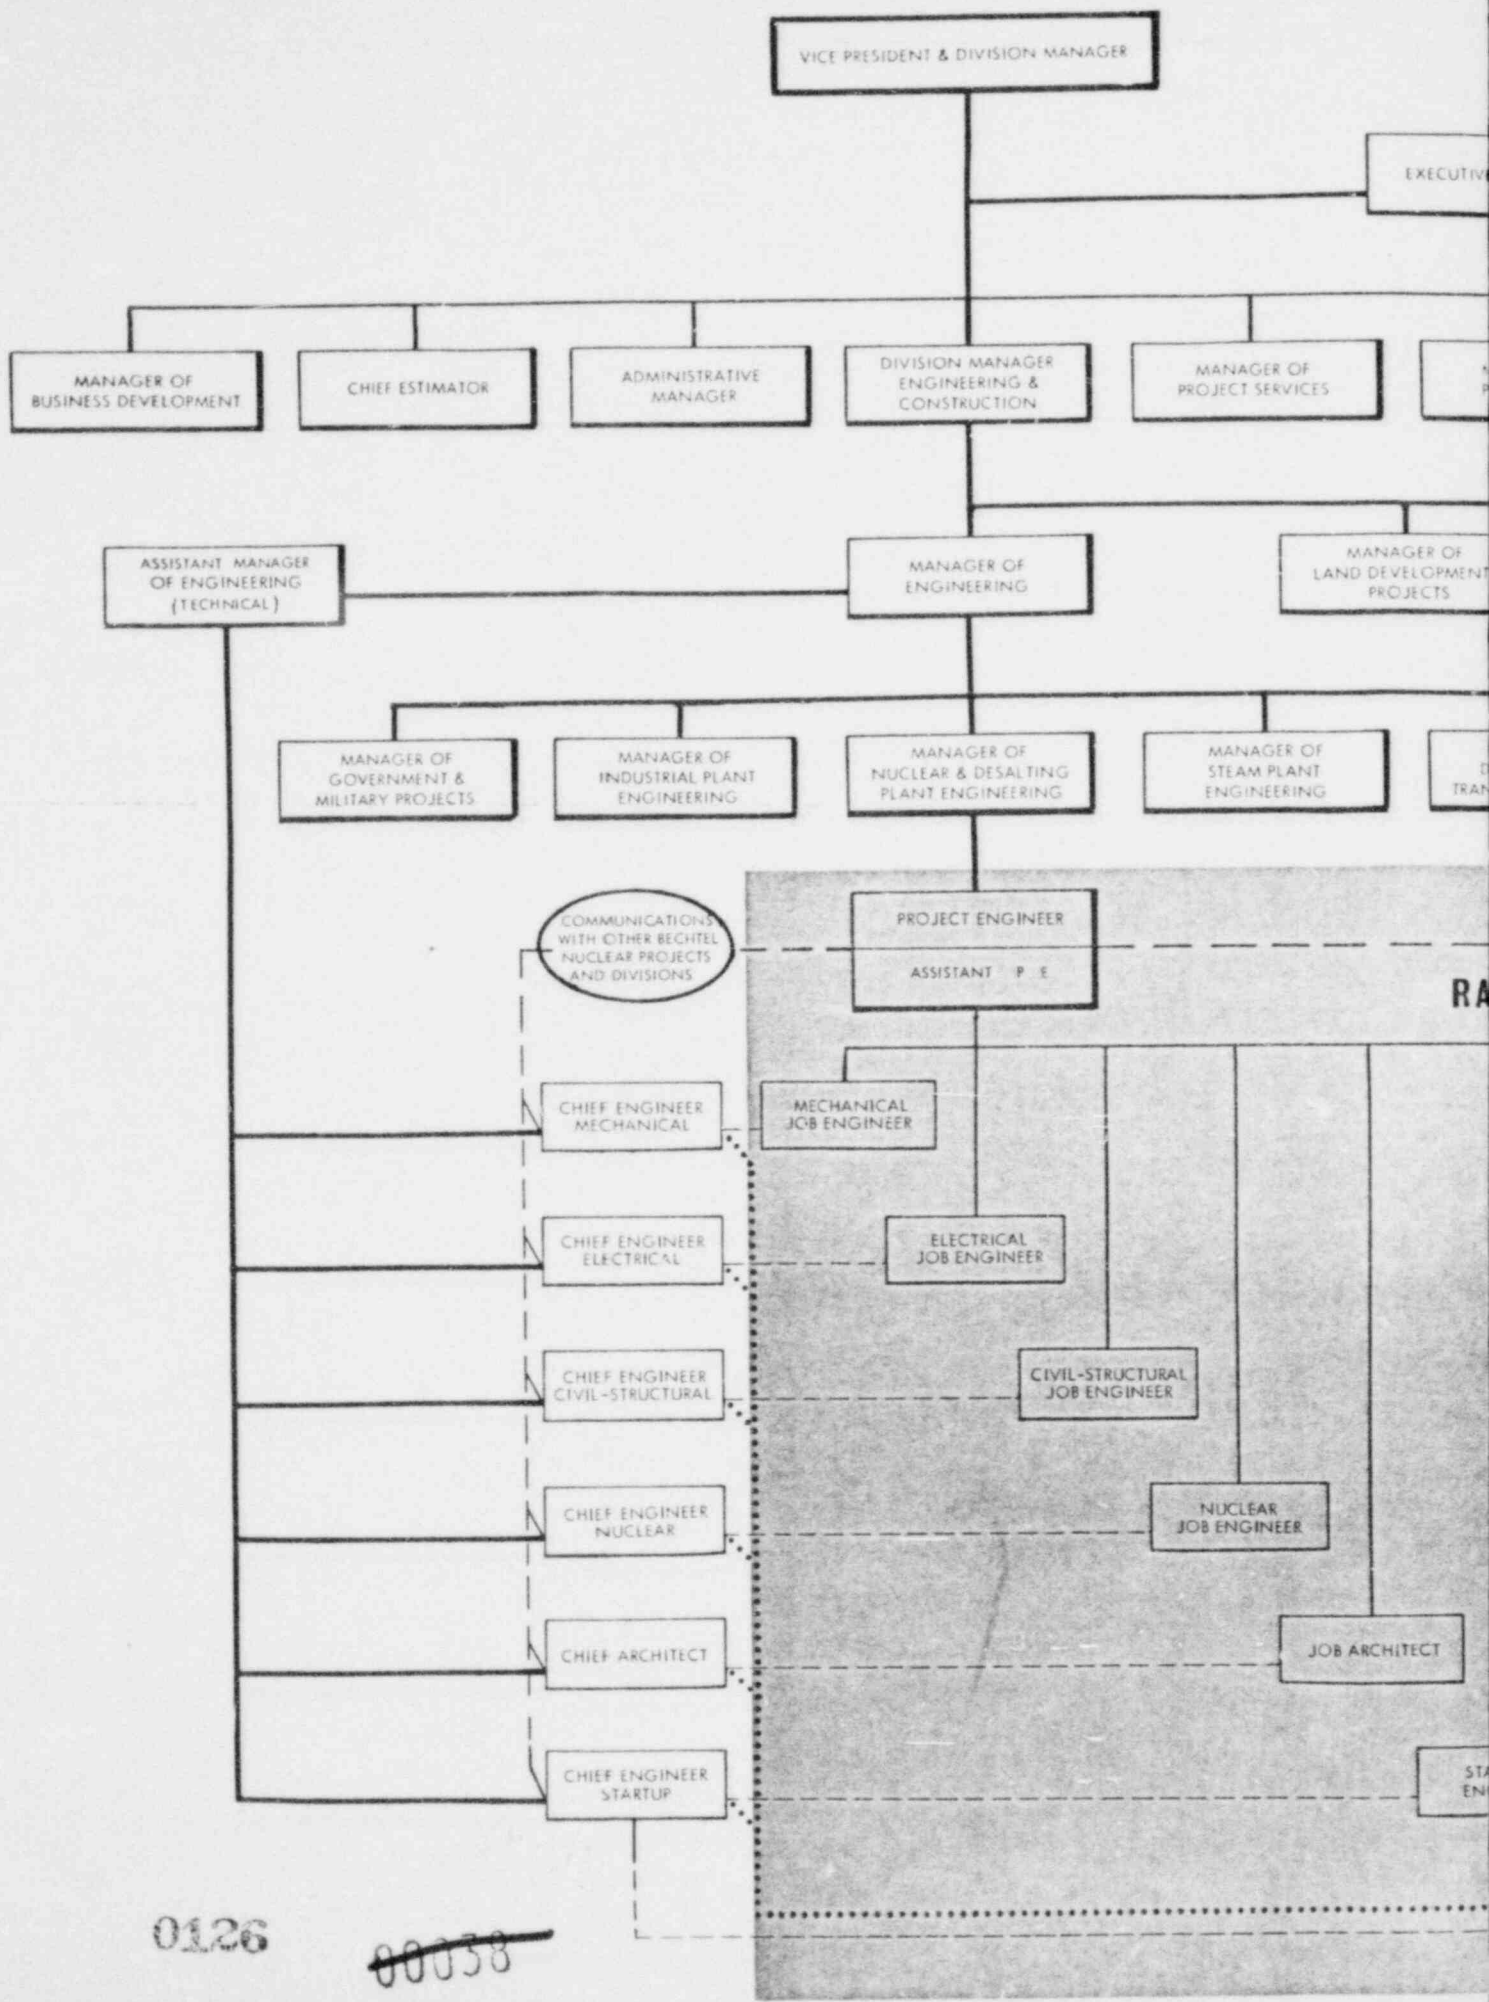 VICE PRESIDENT & DIVISION MANAGER
MANAGER OF
BUSINESS DEVELOPMENT
CHIEF ESTIMATOR
ADMINISTRATIVE
MANAGER
DIVISION MANAGER
ENGINEERING &
CONSTRUCTION
MANAGER OF
PROJECT SERVICES
ASSISTANT MANAGER
OF ENGINEERING
(TECHNICAL)
MANAGER OF
ENGINEERING
MANAGER OF
LAND DEVELOPMENT
PROJECTS
MANAGER OF
GOVERNMENT &
MILITARY PROJECTS
MANAGER OF
INDUSTRIAL PLANT
ENGINEERING
MANAGER OF
NUCLEAR & DESALTING
PLANT ENGINEERING
MANAGER OF
STEAM PLANT
ENGINEERING
COMMUNICATIONS
WITH OTHER BECHTEL
NUCLEAR PROJECTS
AND DIVISIONS
PROJECT ENGINEER
ASSISTANT P E
RA
CHIEF ENGINEER
MECHANICAL
MECHANICAL
JOB ENGINEER
CHIEF ENGINEER
ELECTRICAL
ELECTRICAL
JOB ENGINEER
CHIEF ENGINEER
CIVIL-STRUCTURAL
CIVIL-STRUCTURAL
JOB ENGINEER
CHIEF ENGINEER
NUCLEAR
NUCLEAR
JOB ENGINEER
CHIEF ARCHITECT
JOB ARCHITECT
CHIEF ENGINEER
STARTUP
STA
0126
00038